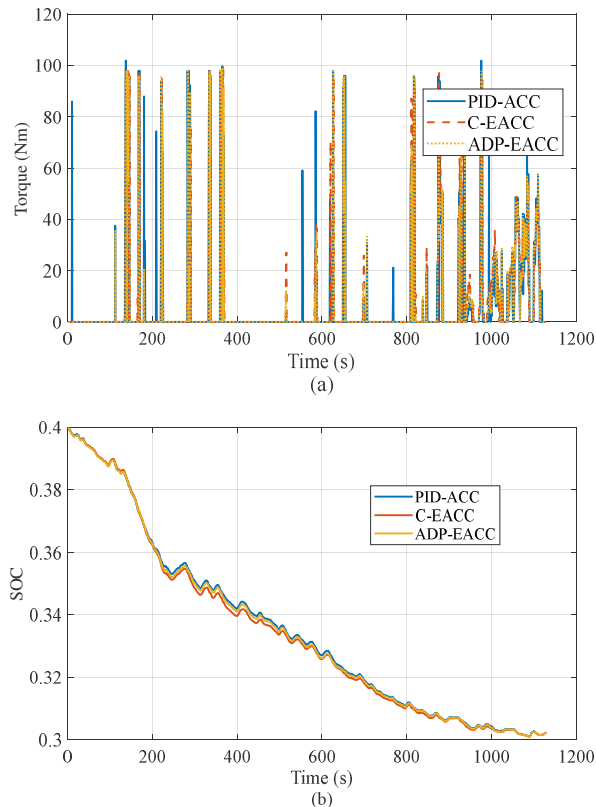 120
100
80
60
40
20
0
Torque (Nm)
PID-ACC
C-EACC
ADP-EACC
0 200 400 600 800 1000 1200
Time (s)
(a)
0.4
0.38
0.36
0.34
0.32
0.3
SOC
PID-ACC
C-EACC
ADP-EACC
0 200 400 600 800 1000 1200
Time (s)
(b)